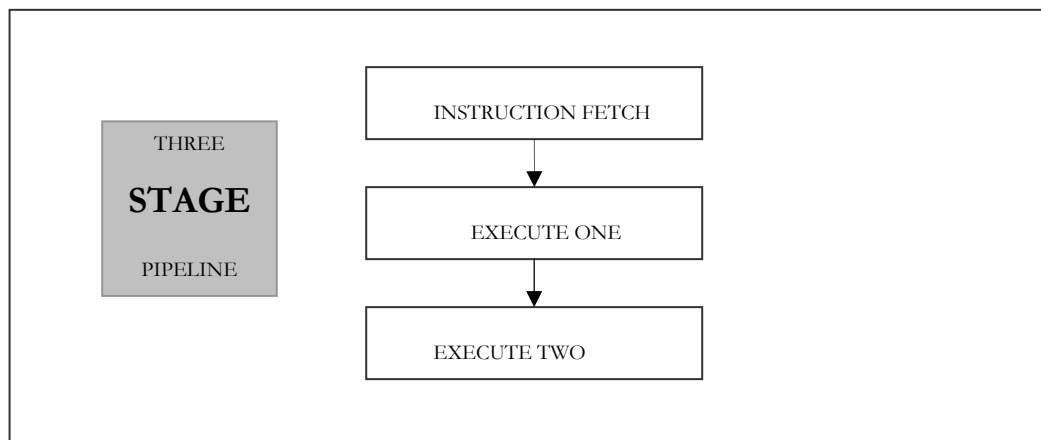 THREE
STAGE
PIPELINE
INSTRUCTION FETCH
EXECUTE ONE
EXECUTE TWO